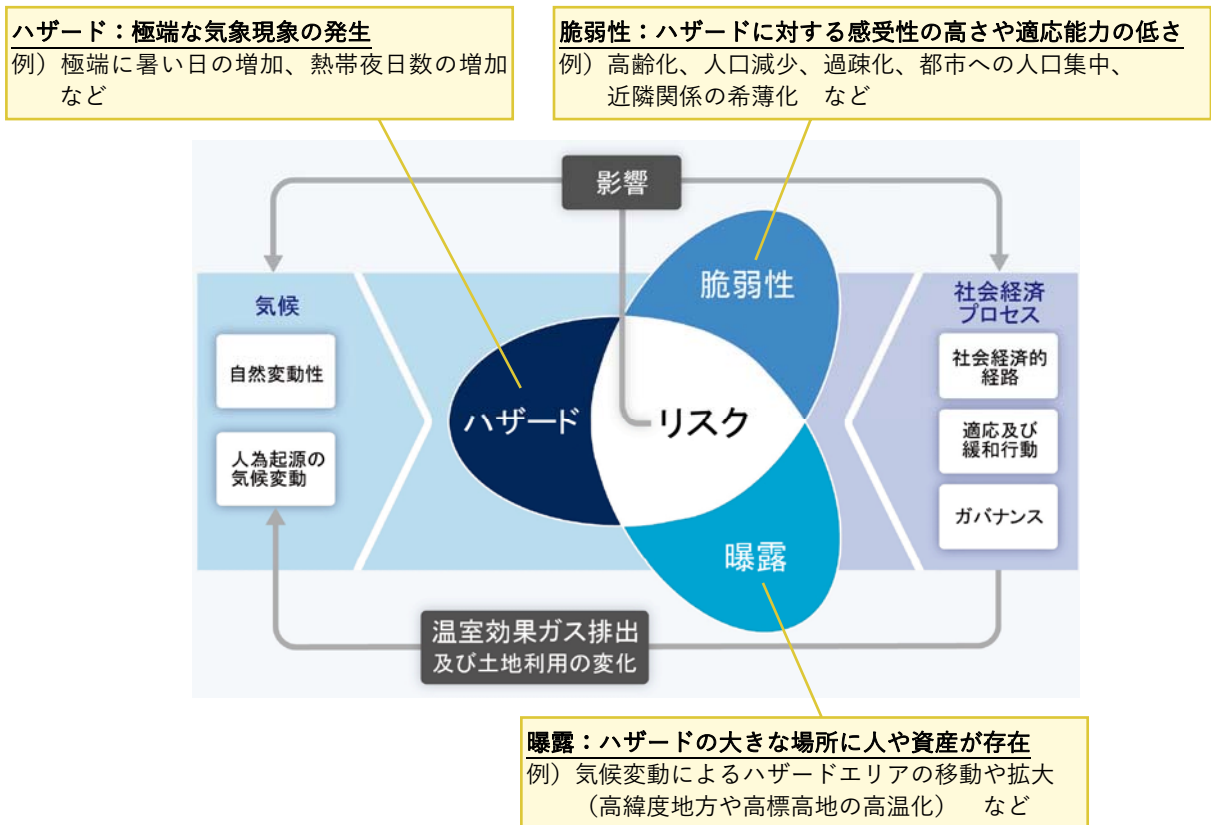 ハザード：極端な気象現象の発生
例）極端に暑い日の増加、熱帯夜日数の増加
など
脆弱性：ハザードに対する感受性の高さや適応能力の低さ
例）高齢化、人口減少、過疎化、都市への人口集中、
近隣関係の希薄化　など
影響
気候
自然変動性
人為起源の
気候変動
脆弱性
ハザード
リスク
曝露
社会経済
プロセス
社会経済的
経路
適応及び
緩和行動
ガバナンス
温室効果ガス排出
及び土地利用の変化
曝露：ハザードの大きな場所に人や資産が存在
例）気候変動によるハザードエリアの移動や拡大
（高緯度地方や高標高地の高温化）　など